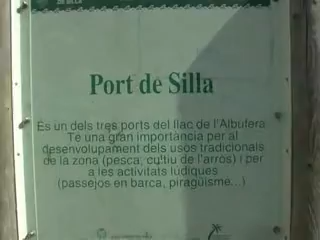 Port de Silla
És un dels tres ports del llac de l'Albufera
Te una gran importància per al
desenvolupament dels usos tradicionals
de la zona (pesca, cultiu de l'arròs) i per
a les activitats lúdiques
(passejos en barca, piragüisme...)